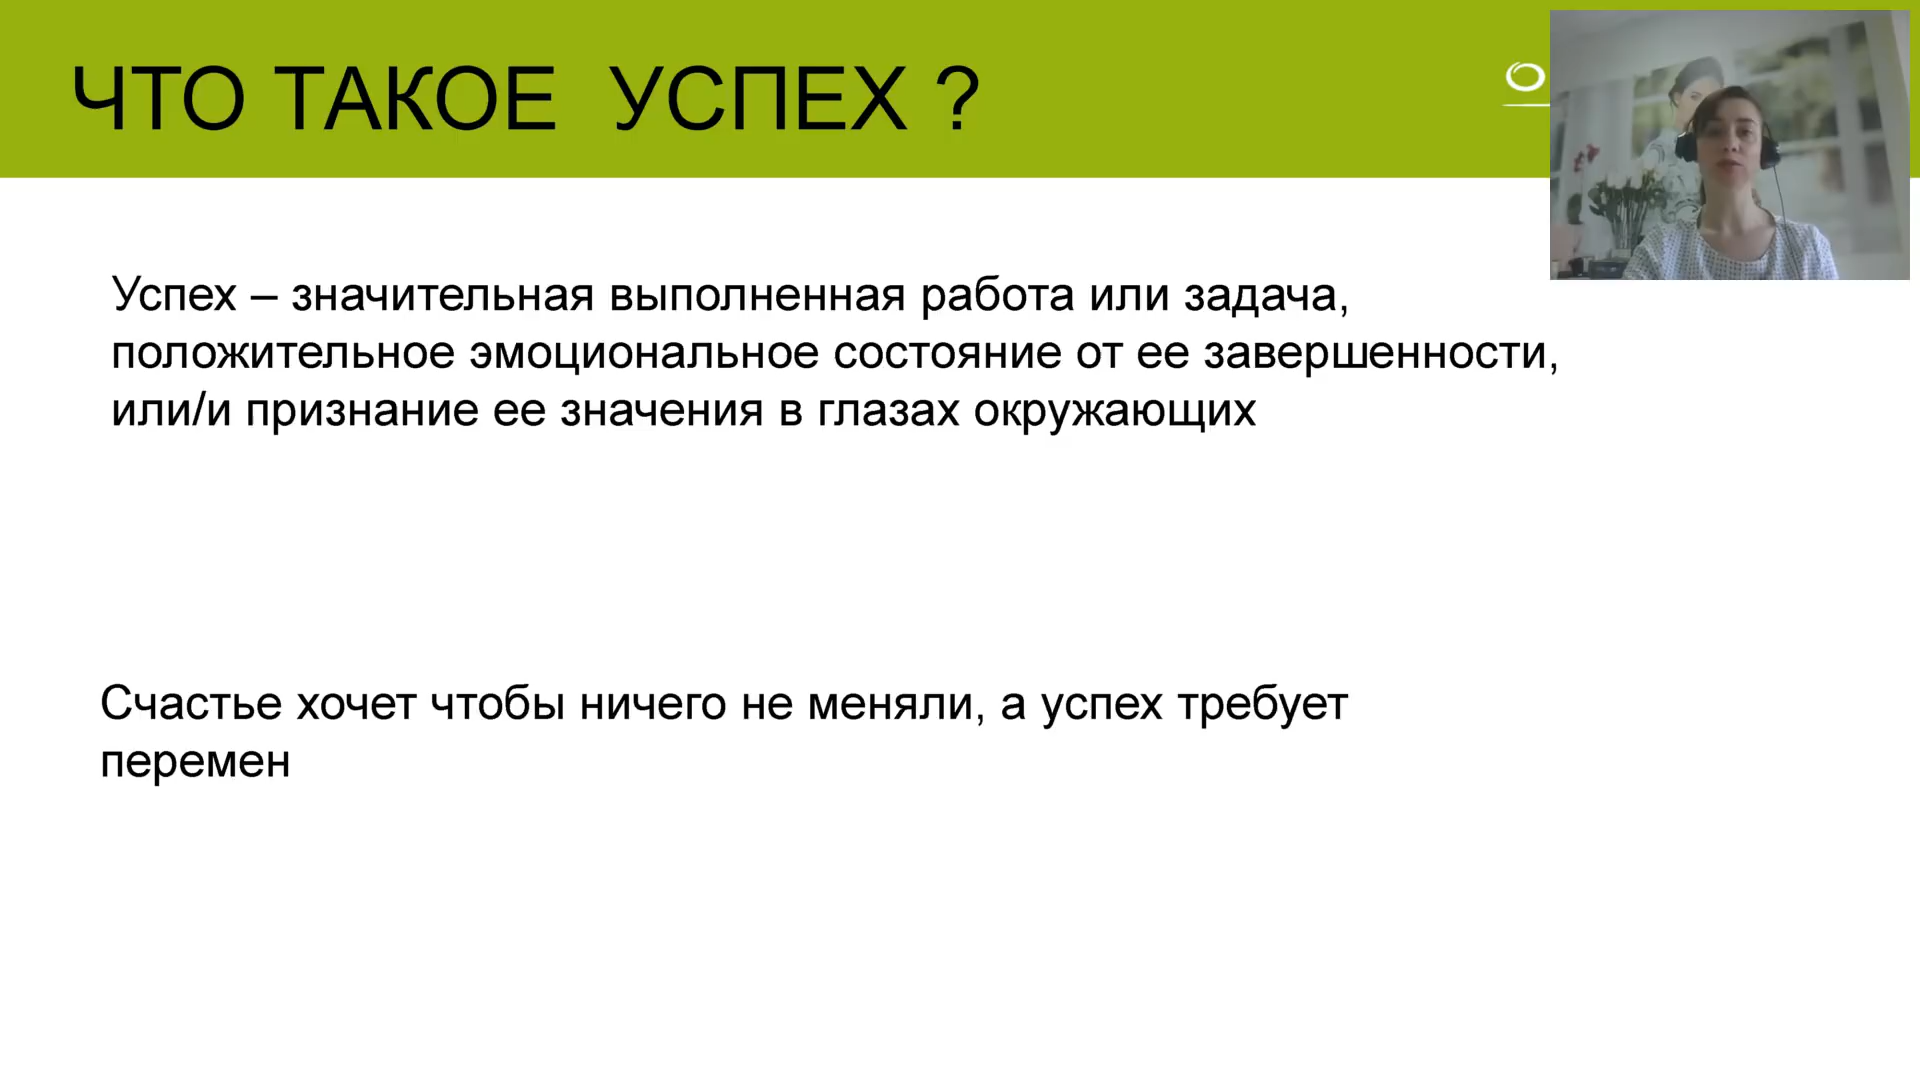 ЧТО ТАКОЕ УСПЕХ ?
Успех – значительная выполненная работа или задача,
положительное эмоциональное состояние от ее завершенности,
или/и признание ее значения в глазах окружающих
Счастье хочет чтобы ничего не меняли, а успех требует
перемен